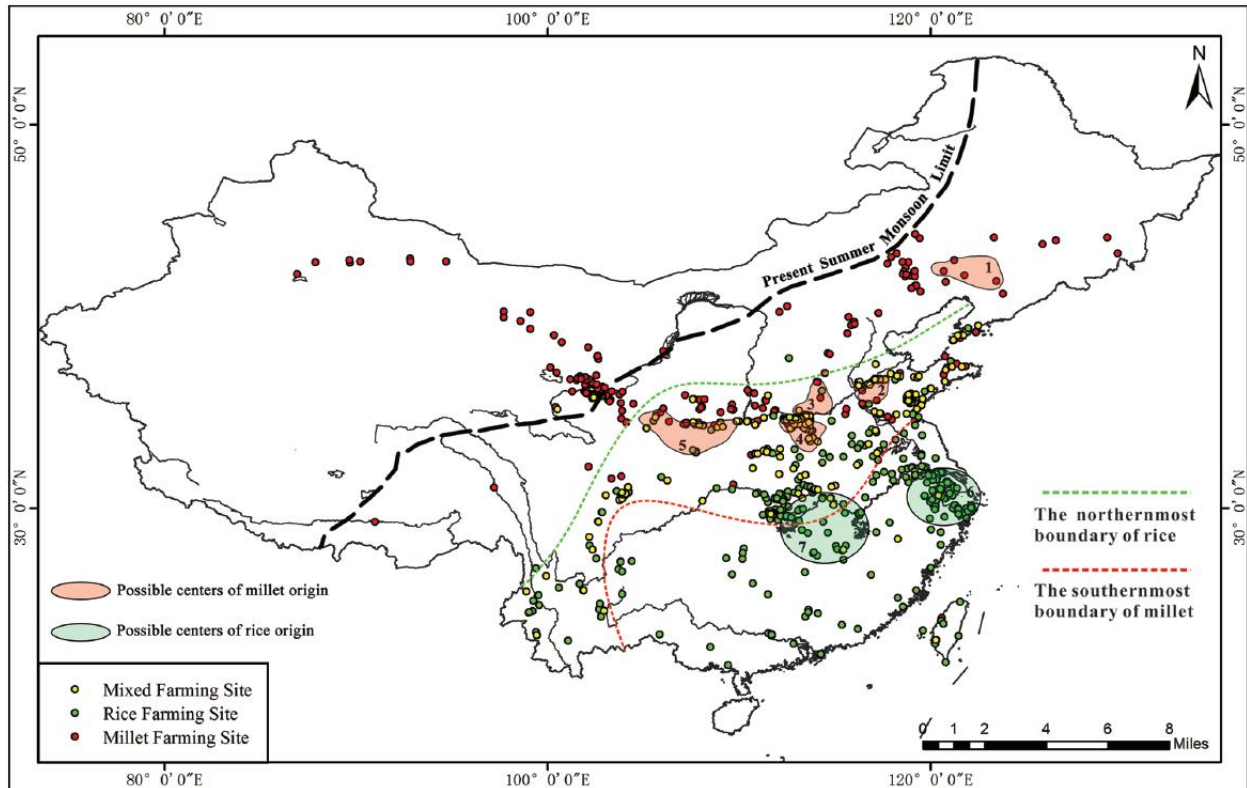 80° 0′0″E
100° 0′0″E
120° 0′0″E
N
50° 0′0″N
50° 0′0″N
Present Summer Monsoon Limit
1
2
3
4
5
7
30° 0′0″N
30° 0′0″N
The northernmost
boundary of rice
The southernmost
boundary of millet
Possible centers of millet origin
Possible centers of rice origin
Mixed Farming Site
Rice Farming Site
Millet Farming Site
0 1 2 4 6 8
Miles
80° 0′0″E
100° 0′0″E
120° 0′0″E